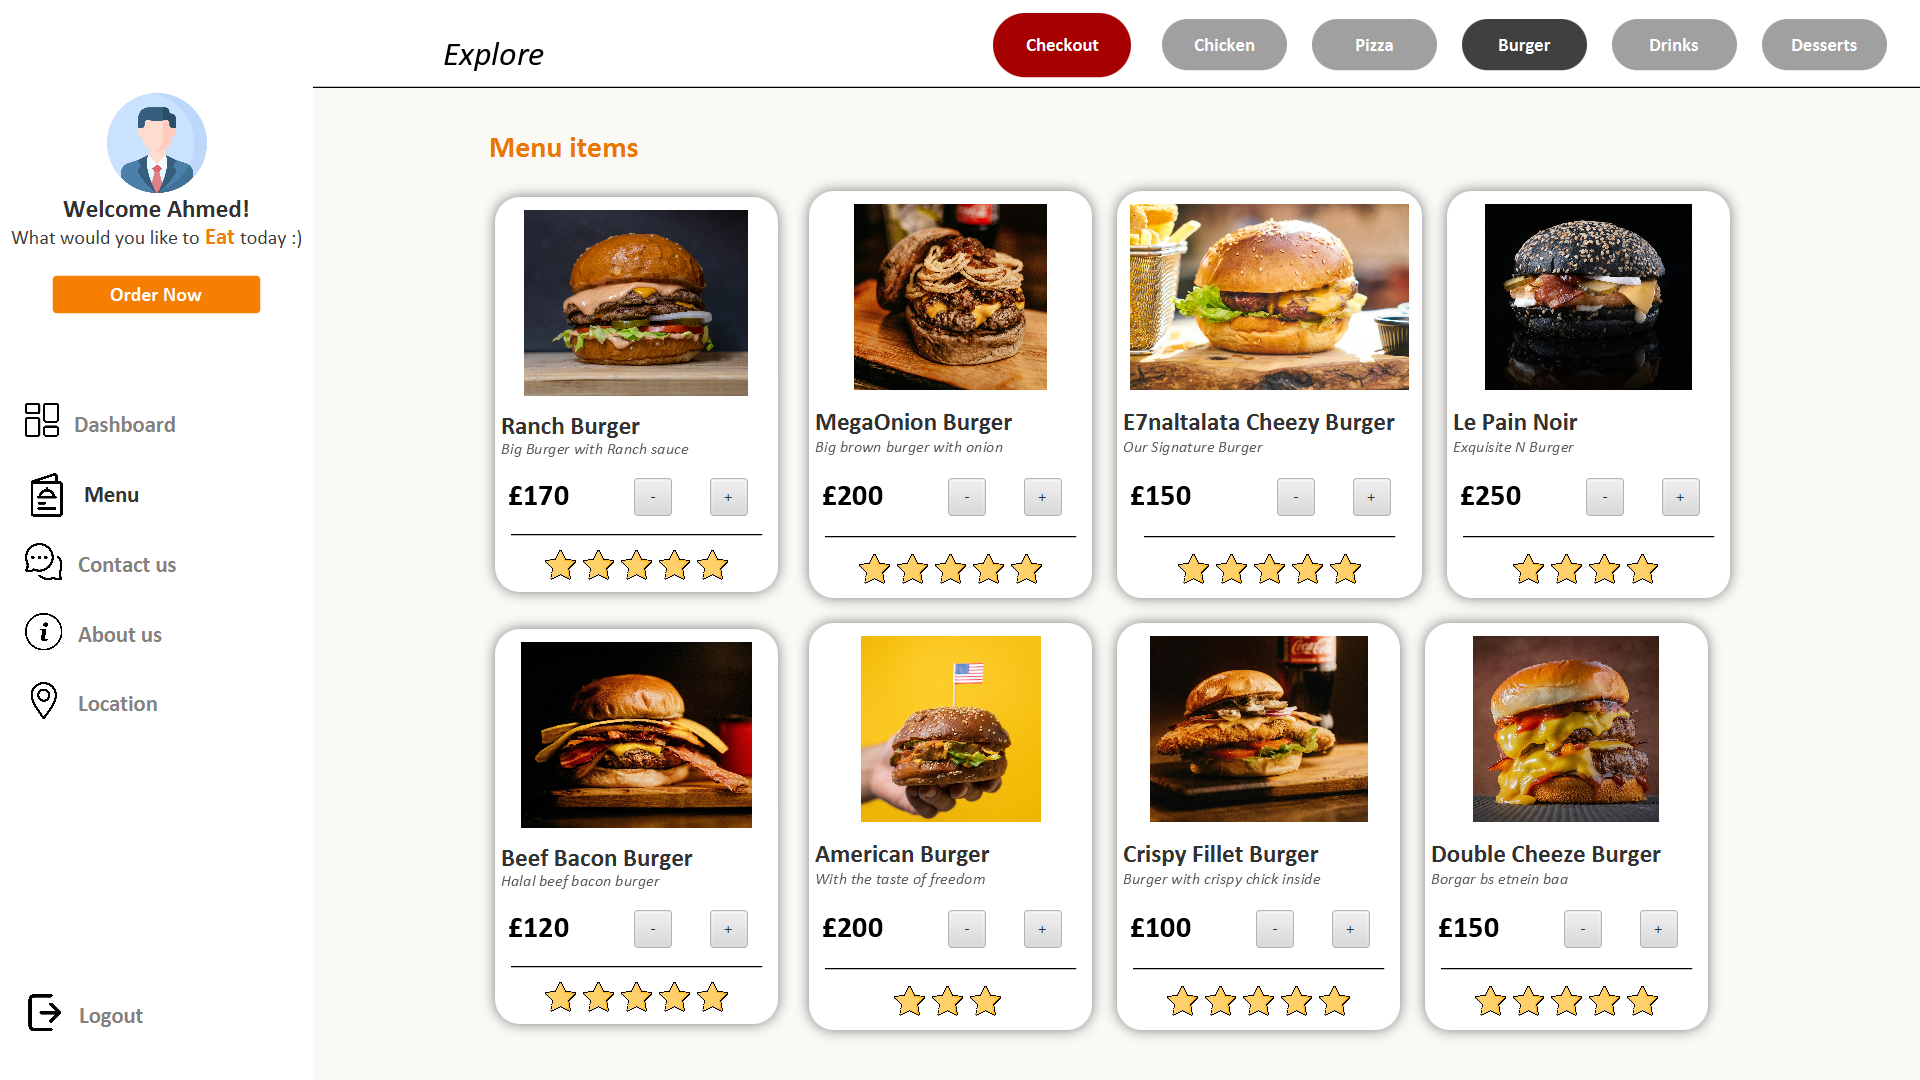 Explore
Checkout
Chicken
Pizza
Burger
Drinks
Desserts
Welcome Ahmed!
What would you like to Eat today :)
Order Now
Dashboard
Menu
Contact us
About us
Location
Logout
Menu items
Ranch Burger
Big Burger with Ranch sauce
£170
-
+
MegaOnion Burger
Big brown burger with onion
£200
-
+
E7naltalata Cheezy Burger
Our Signature Burger
£150
-
+
Le Pain Noir
Exquisite N Burger
£250
-
+
Beef Bacon Burger
Halal beef bacon burger
£120
-
+
American Burger
With the taste of freedom
£200
-
+
Crispy Fillet Burger
Burger with crispy chick inside
£100
-
+
Double Cheeze Burger
Borgar bs etnein baa
£150
-
+